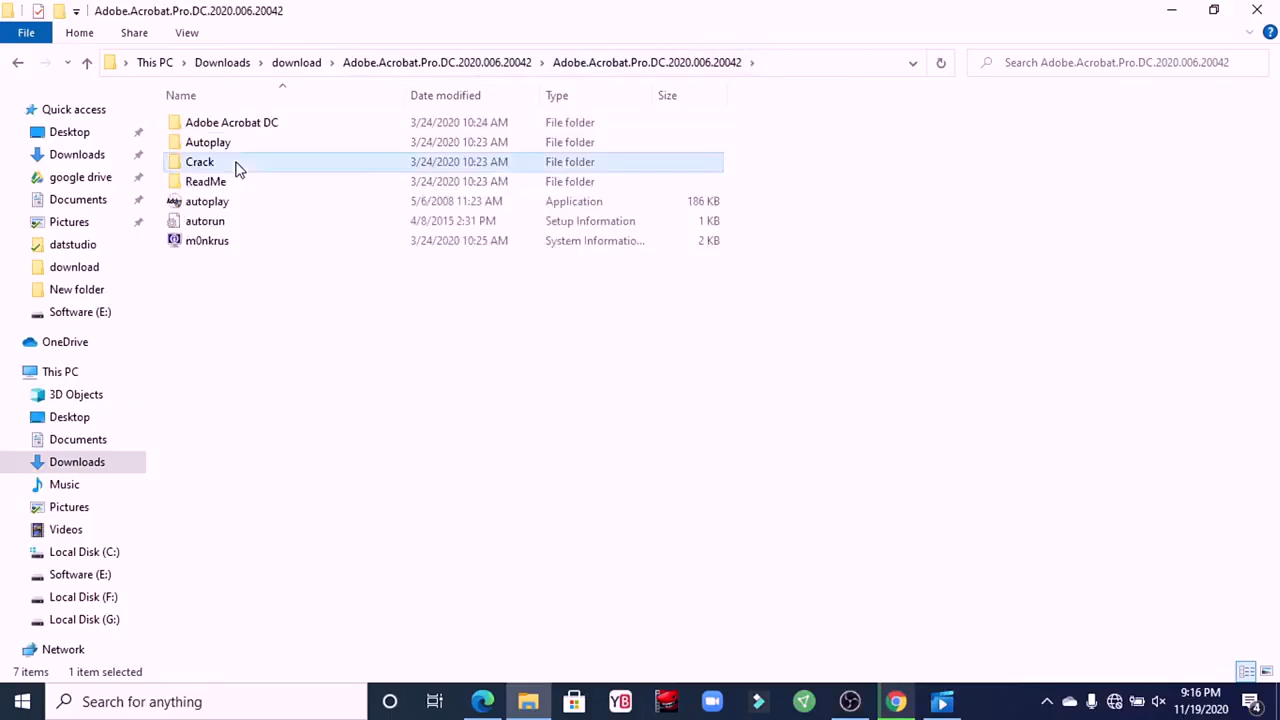 Adobe.Acrobat.Pro.DC.2020.006.20042
File Home Share View
This PC Downloads download Adobe.Acrobat.Pro.DC.2020.006.20042 Adobe.Acrobat.Pro.DC.2020.006.20042 Search Adobe.Acrobat.Pro.DC.2020.006.20042
Name Date modified Type Size
Quick access
Desktop
Downloads
google drive
Documents
Pictures
datstudio
download
New folder
Software (E:)
OneDrive
This PC
3D Objects
Desktop
Documents
Downloads
Music
Pictures
Videos
Local Disk (C:)
Software (E:)
Local Disk (F:)
Local Disk (G:)
Network
Adobe Acrobat DC 3/24/2020 10:24 AM File folder
Autoplay 3/24/2020 10:23 AM File folder
Crack 3/24/2020 10:23 AM File folder
ReadMe 3/24/2020 10:23 AM File folder
autoplay 5/6/2008 11:23 AM Application 186 KB
autorun 4/8/2015 2:31 PM Setup Information 1 KB
m0nkrus 3/24/2020 10:25 AM System Informatio... 2 KB
7 items 1 item selected
Search for anything
YB
9:16 PM
11/19/2020
4